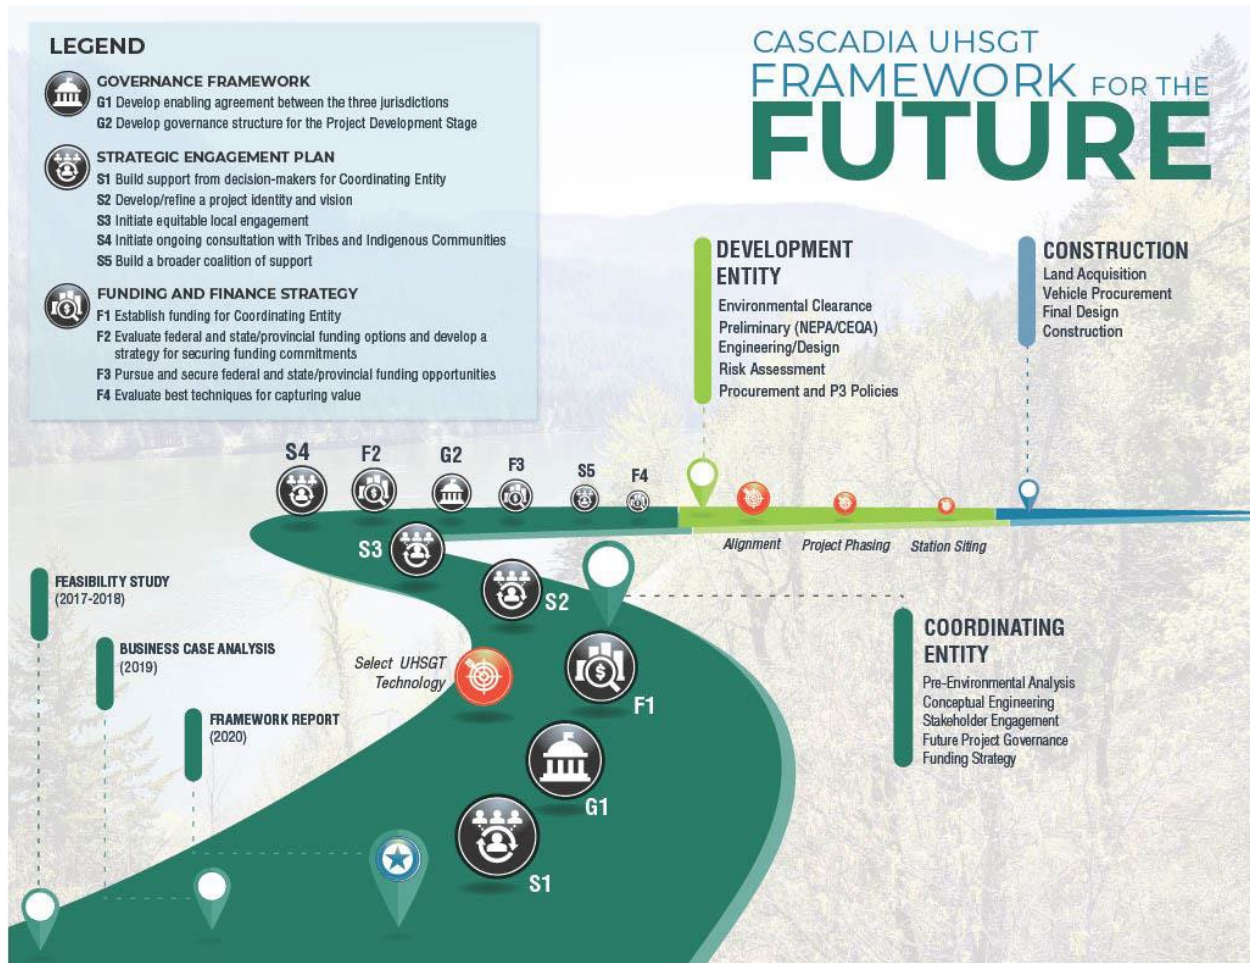 LEGEND
GOVERNANCE FRAMEWORK
G1 Develop enabling agreement between the three jurisdictions
G2 Develop governance structure for the Project Development Stage
STRATEGIC ENGAGEMENT PLAN
S1 Build support from decision-makers for Coordinating Entity
S2 Develop/refine a project identity and vision
S3 Initiate equitable local engagement
S4 Initiate ongoing consultation with Tribes and Indigenous Communities
S5 Build a broader coalition of support
FUNDING AND FINANCE STRATEGY
F1 Establish funding for Coordinating Entity
F2 Evaluate federal and state/provincial funding options and develop a
strategy for securing funding commitments
F3 Pursue and secure federal and state/provincial funding opportunities
F4 Evaluate best techniques for capturing value
CASCADIA UHSGT
FRAMEWORK FOR THE
FUTURE
DEVELOPMENT
ENTITY
Environmental Clearance
Preliminary (NEPA/CEQA)
Engineering/Design
Risk Assessment
Procurement and P3 Policies
CONSTRUCTION
Land Acquisition
Vehicle Procurement
Final Design
Construction
S4
F2
G2
F3
S5
F4
Alignment
Project Phasing
Station Siting
S3
S2
FEASIBILITY STUDY
(2017-2018)
BUSINESS CASE ANALYSIS
(2019)
FRAMEWORK REPORT
(2020)
Select UHSGT
Technology
F1
G1
S1
COORDINATING
ENTITY
Pre-Environmental Analysis
Conceptual Engineering
Stakeholder Engagement
Future Project Governance
Funding Strategy